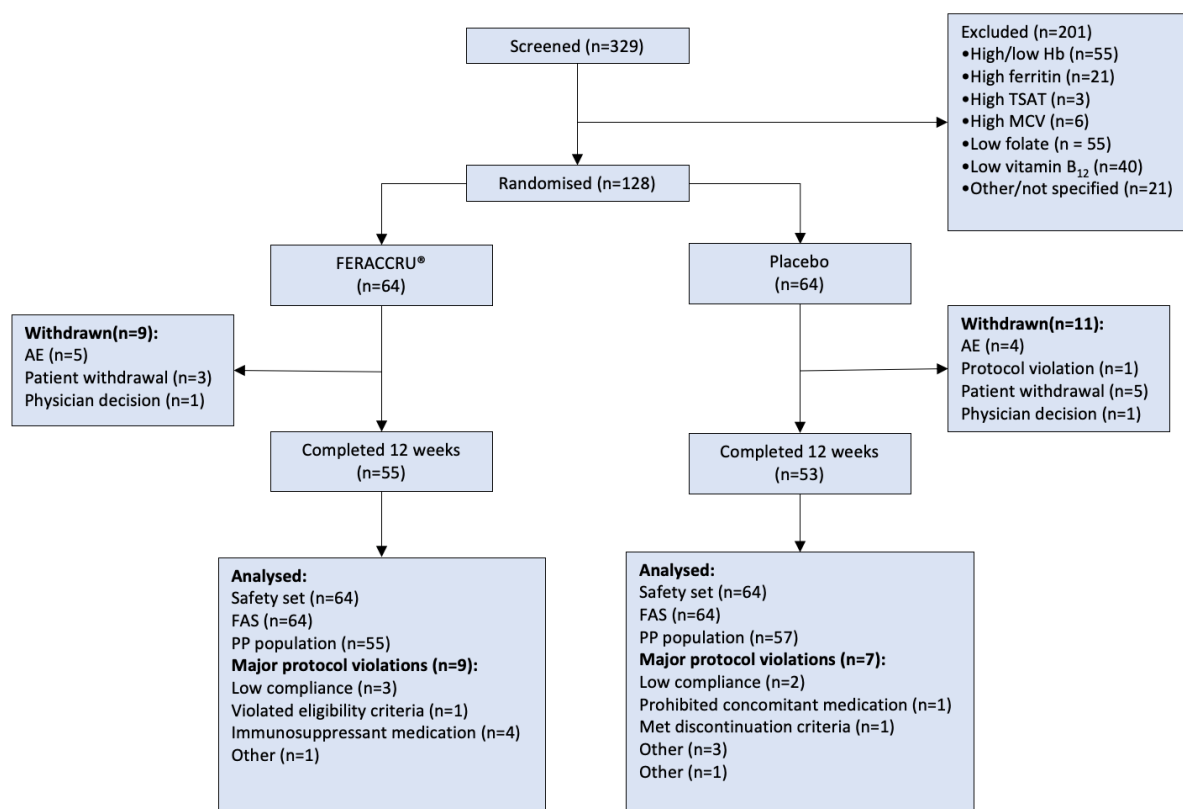 Screened (n=329)
Excluded (n=201)
•High/low Hb (n=55)
•High ferritin (n=21)
•High TSAT (n=3)
•High MCV (n=6)
•Low folate (n = 55)
•Low vitamin B₁₂ (n=40)
•Other/not specified (n=21)
Randomised (n=128)
FERACCRU®
(n=64)
Placebo
(n=64)
Withdrawn(n=9):
AE (n=5)
Patient withdrawal (n=3)
Physician decision (n=1)
Withdrawn(n=11):
AE (n=4)
Protocol violation (n=1)
Patient withdrawal (n=5)
Physician decision (n=1)
Completed 12 weeks
(n=55)
Completed 12 weeks
(n=53)
Analysed:
Safety set (n=64)
FAS (n=64)
PP population (n=55)
Major protocol violations (n=9):
Low compliance (n=3)
Violated eligibility criteria (n=1)
Immunosuppressant medication (n=4)
Other (n=1)
Analysed:
Safety set (n=64)
FAS (n=64)
PP population (n=57)
Major protocol violations (n=7):
Low compliance (n=2)
Prohibited concomitant medication (n=1)
Met discontinuation criteria (n=1)
Other (n=3)
Other (n=1)